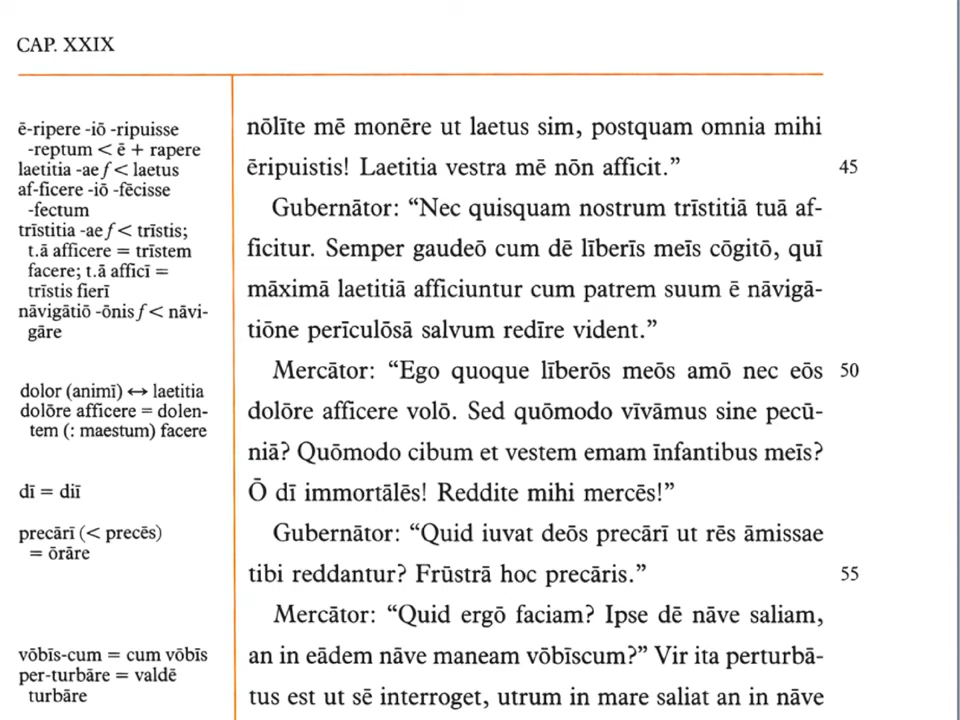 CAP. XXIX
ē-ripere -iō -ripuisse
-reptum < ē + rapere
laetitia -ae f < laetus
af-ficere -iō -fēcisse
-fectum
trīstitia -ae f < trīstis;
t.ā afficere = trīstem
facere; t.ā afficī =
trīstis fierī
nāvigātiō -ōnis f < nāvi-
gāre
dolor (animī) ↔ laetitia
dolōre afficere = dolen-
tem (: maestum) facere
dī = diī
precārī (< precēs)
= ōrāre
vōbīs-cum = cum vōbīs
per-turbāre = valdē
turbāre
nōlīte mē monēre ut laetus sim, postquam omnia mihi
ēripuistis! Laetitia vestra mē nōn afficit.” 45
Gubernātor: “Nec quisquam nostrum trīstitiā tuā af-
ficitur. Semper gaudeō cum dē līberīs meīs cōgitō, quī
māximā laetitiā afficiuntur cum patrem suum ē nāvigā-
tiōne perīculōsā salvum redīre vident.”
Mercātor: “Ego quoque līberōs meōs amō nec eōs 50
dolōre afficere volō. Sed quōmodo vīvāmus sine pecū-
niā? Quōmodo cibum et vestem emam īnfantibus meīs?
Ō dī immortālēs! Reddite mihi mercēs!”
Gubernātor: “Quid iuvat deōs precārī ut rēs āmissae
tibi reddantur? Frūstrā hoc precāris.” 55
Mercātor: “Quid ergō faciam? Ipse dē nāve saliam,
an in eādem nāve maneam vōbīscum?” Vir ita perturbā-
tus est ut sē interroget, utrum in mare saliat an in nāve